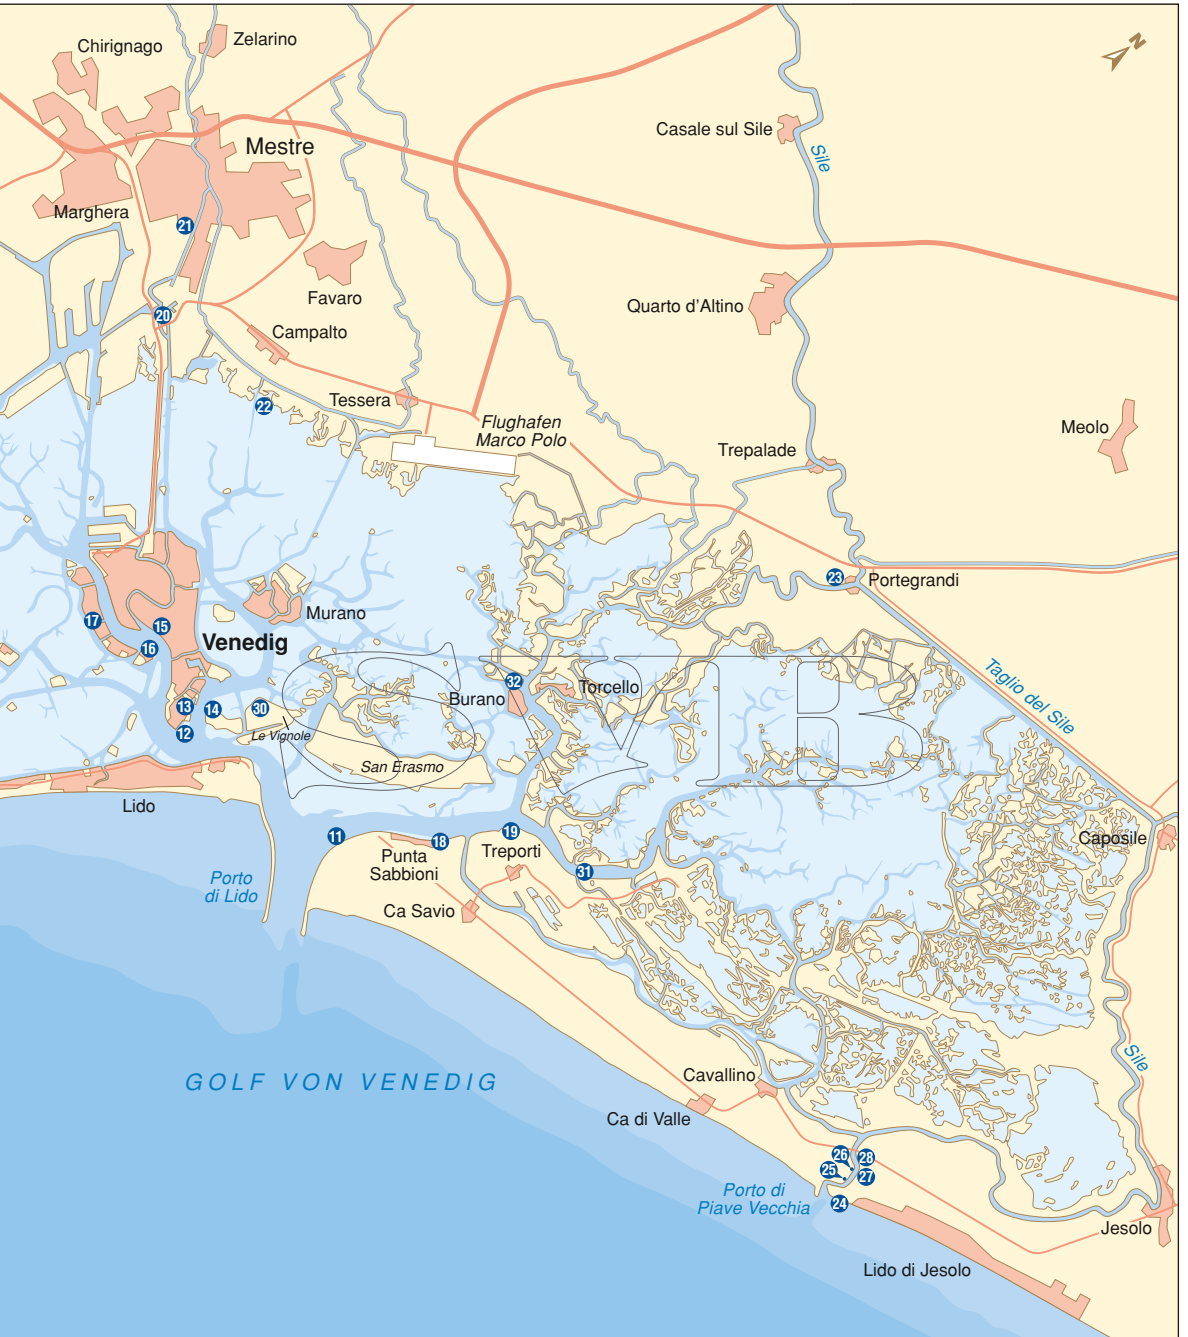 Zelarino
Chirignago
N
Casale sul Sile
Sile
Mestre
Marghera
21
Favaro
Quarto d'Altino
20
Campalto
Tessera
22
Flughafen
Marco Polo
Meolo
Trepalade
23
Portegrandi
Murano
17
15
16
Venedig
Taglio del Sile
Burano
32
Torcello
13
14
30
12
Le Vignole
San Erasmo
SVB
Lido
11
18
19
Punta
Sabbioni
Treporti
31
Caposile
Porto
di Lido
Ca Savio
Sile
GOLF VON VENEDIG
Cavallino
Ca di Valle
26
28
25
27
24
Porto di
Piave Vecchia
Jesolo
Lido di Jesolo